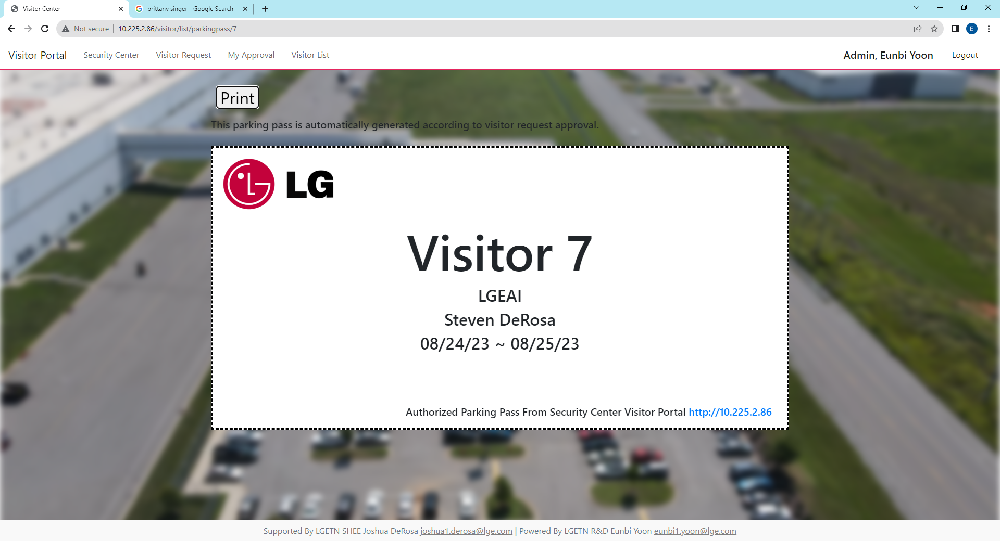 Visitor Center
brittany singer - Google Search
Not secure
10.225.2.86/visitor/list/parkingpass/7
E
Visitor Portal
Security Center
Visitor Request
My Approval
Visitor List
Admin, Eunbi Yoon
Logout
Print
This parking pass is automatically generated according to visitor request approval.
LG
Visitor 7
LGEAI
Steven DeRosa
08/24/23 ~ 08/25/23
Authorized Parking Pass From Security Center Visitor Portal http://10.225.2.86
Supported By LGETN SHEE Joshua DeRosa joshua1.derosa@lge.com | Powered By LGETN R&D Eunbi Yoon eunbi1.yoon@lge.com